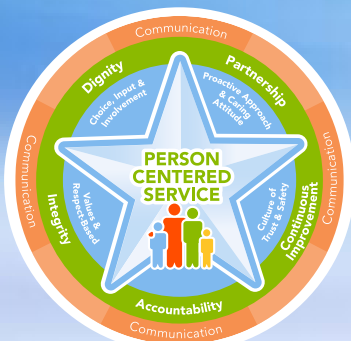 Communication
Dignity
Partnership
Choice, Input &
Involvement
Proactive Approach
& Caring
Attitude
PERSON
CENTERED
SERVICE
Communication
Communication
Integrity
Values &
Respect-Based
Culture of
Trust & Safety
Continuous
Improvement
Accountability
Communication